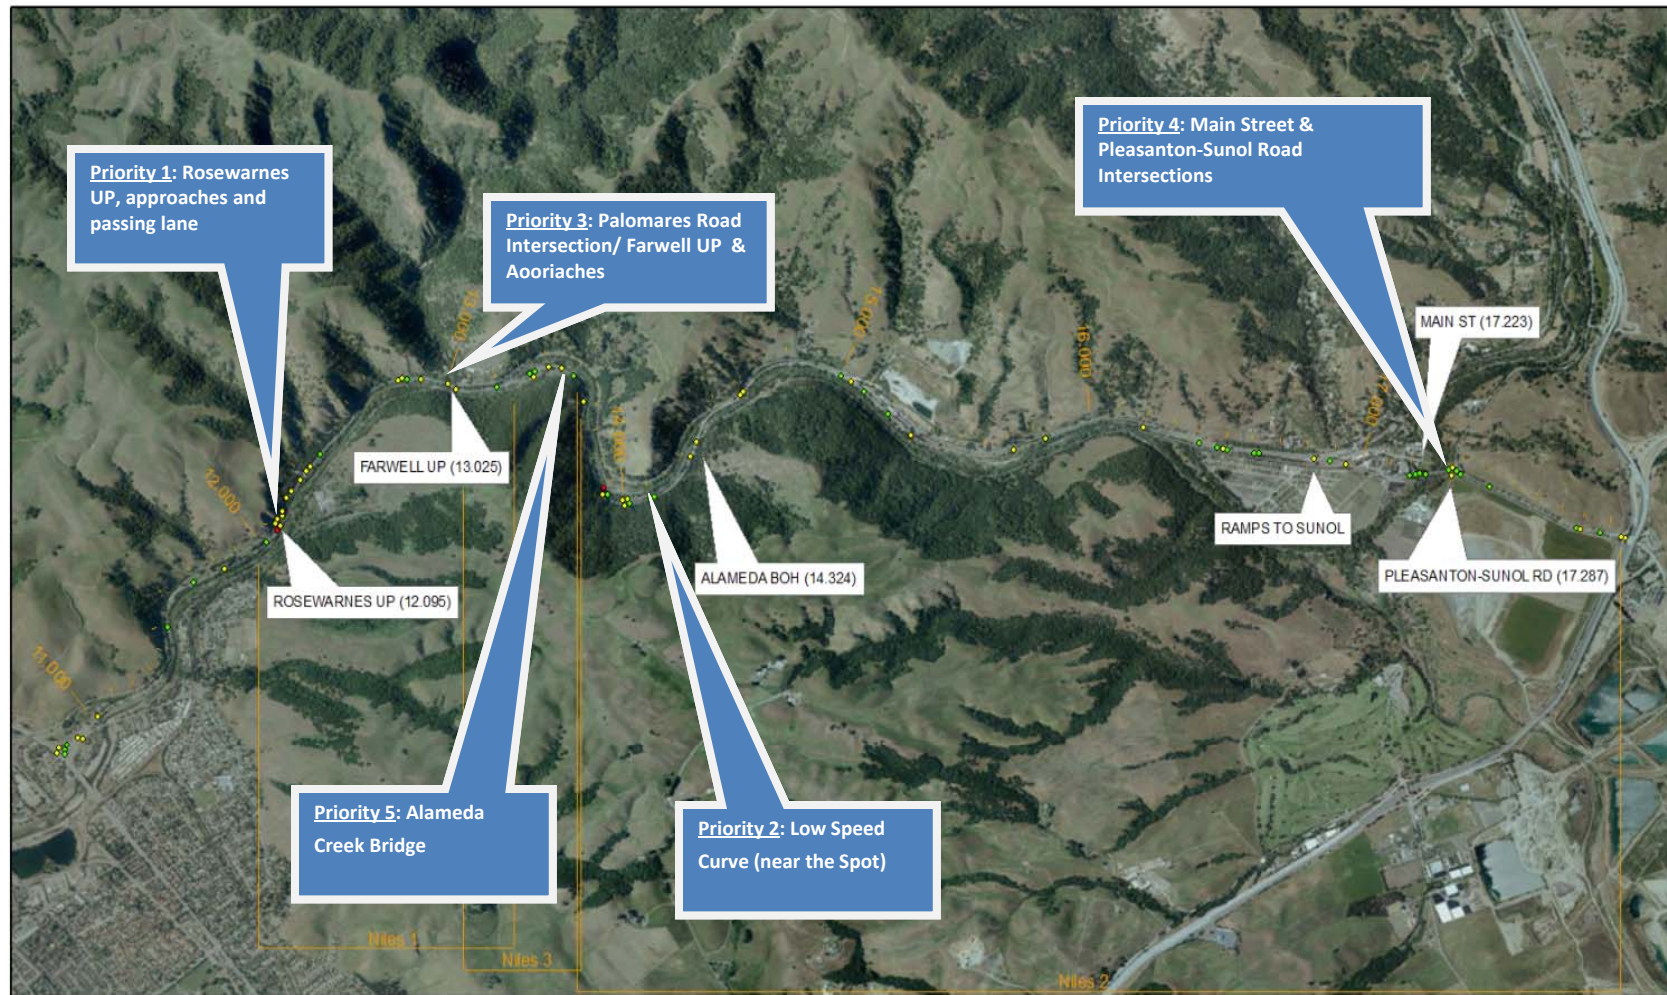 Priority 4: Main Street &
Pleasanton-Sunol Road
Intersections
Priority 1: Rosewarnes
UP, approaches and
passing lane
Priority 3: Palomares Road
Intersection/ Farwell UP &
Aooriaches
13.000
15.000
16.000
MAIN ST (17.223)
FARWELL UP (13.025)
12.000
RAMPS TO SUNOL
ALAMEDA BOH (14.324)
PLEASANTON-SUNOL RD (17.287)
ROSEWARNES UP (12.095)
11.000
Priority 5: Alameda
Creek Bridge
Priority 2: Low Speed
Curve (near the Spot)
Niles 1
Niles 3
Niles 2